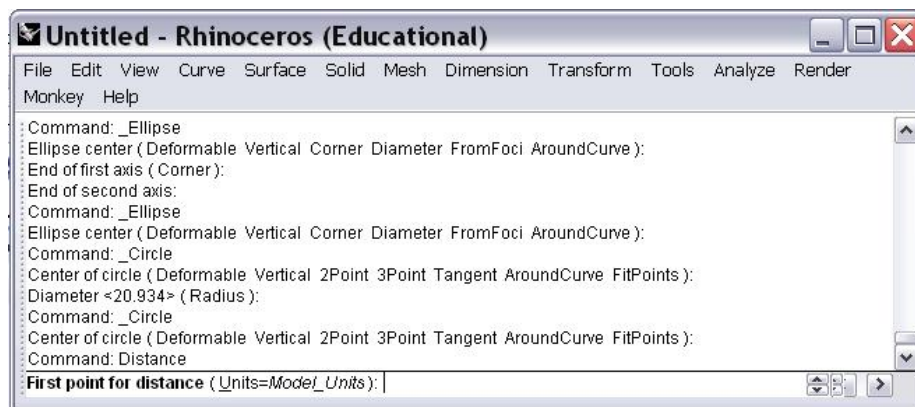 Untitled - Rhinoceros (Educational)
File Edit View Curve Surface Solid Mesh Dimension Transform Tools Analyze Render
Monkey Help
Command: _Ellipse
Ellipse center ( Deformable Vertical Corner Diameter FromFoci AroundCurve ):
End of first axis ( Corner ):
End of second axis:
Command: _Ellipse
Ellipse center ( Deformable Vertical Corner Diameter FromFoci AroundCurve ):
Command: _Circle
Center of circle ( Deformable Vertical 2Point 3Point Tangent AroundCurve FitPoints ):
Diameter <20.934> ( Radius ):
Command: _Circle
Center of circle ( Deformable Vertical 2Point 3Point Tangent AroundCurve FitPoints ):
Command: Distance
First point for distance ( Units=Model_Units ):